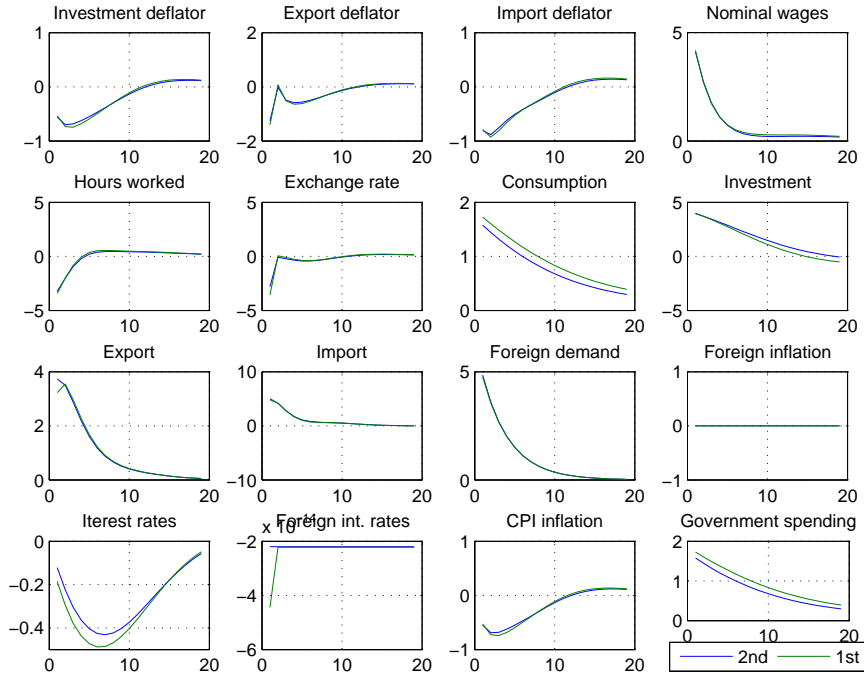 Investment deflator Export deflator Import deflator Nominal wages
1 2 1 5
0 0 0
−1 −2 −1 0
0 10 20 0 10 20 0 10 20 0 10 20
Hours worked Exchange rate Consumption Investment
5 5 2 5
0 0 1 0
−5 −5 0 −5
0 10 20 0 10 20 0 10 20 0 10 20
Export Import Foreign demand Foreign inflation
4 10 5 1
2 0 0
0 −10 0 −1
0 10 20 0 10 20 0 10 20 0 10 20
Iterest rates x 10−14 Foreign int. rates CPI inflation Government spending
0 −2 1 2
−0.2 −4 0 1
−0.4 −6 −1 0
0 10 20 0 10 20 0 10 20 0 10 20
2nd 1st